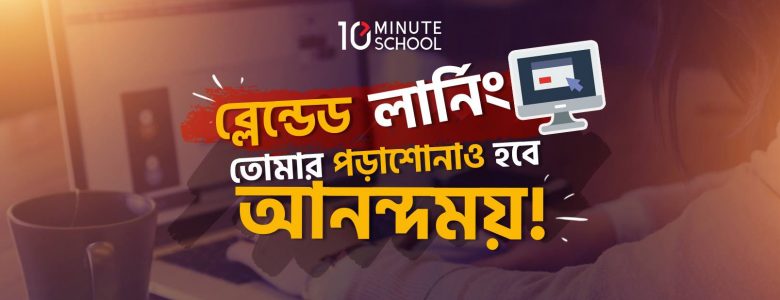 10 MINUTE
SCHOOL
ব্লেন্ডেড লার্নিং
তোমার পড়াশোনাও হবে
আনন্দময়!